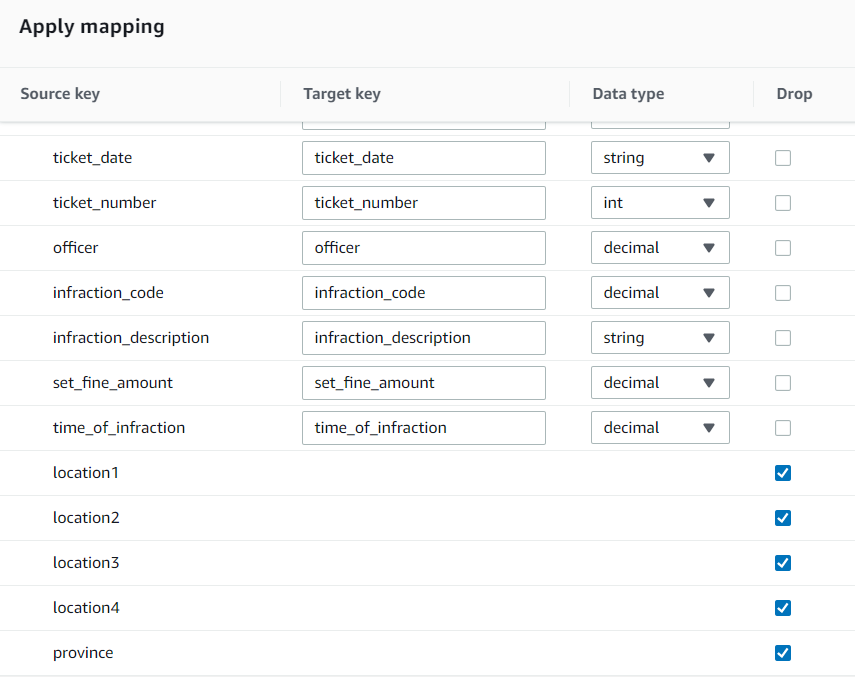 Apply mapping
Source key Target key Data type Drop
ticket_date ticket_date string
ticket_number ticket_number int
officer officer decimal
infraction_code infraction_code decimal
infraction_description infraction_description string
set_fine_amount set_fine_amount decimal
time_of_infraction time_of_infraction decimal
location1
location2
location3
location4
province